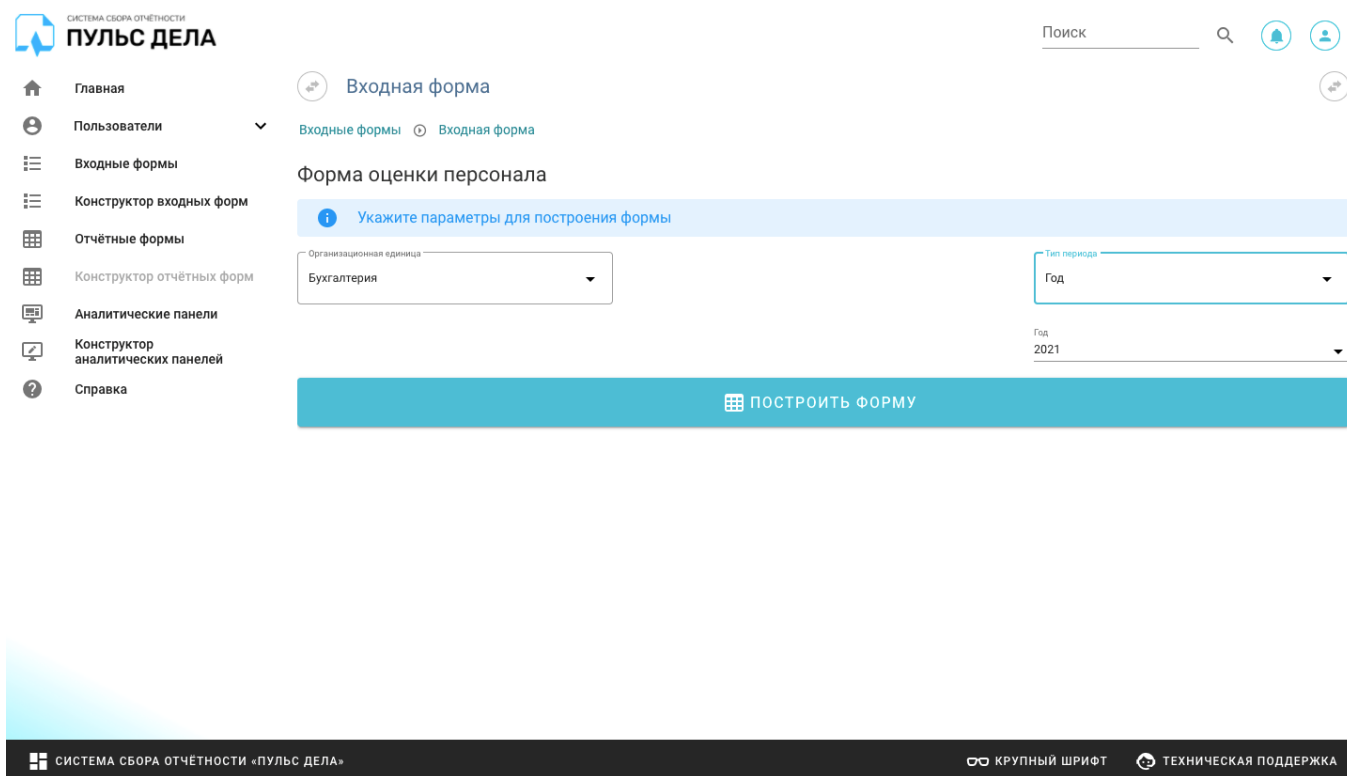 СИСТЕМА СБОРА ОТЧЁТНОСТИ
ПУЛЬС ДЕЛА
Поиск
Главная
Пользователи
Входные формы
Конструктор входных форм
Отчётные формы
Конструктор отчётных форм
Аналитические панели
Конструктор
аналитических панелей
Справка
Входная форма
Входные формы Входная форма
Форма оценки персонала
Укажите параметры для построения формы
Организационная единица
Бухгалтерия
Тип периода
Год
Год
2021
ПОСТРОИТЬ ФОРМУ
СИСТЕМА СБОРА ОТЧЁТНОСТИ «ПУЛЬС ДЕЛА»
КРУПНЫЙ ШРИФТ
ТЕХНИЧЕСКАЯ ПОДДЕРЖКА